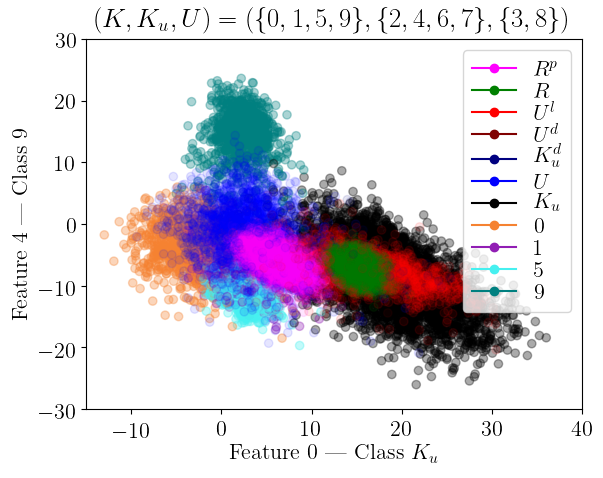 (K, K_u, U) = ({0, 1, 5, 9}, {2, 4, 6, 7}, {3, 8})
30
20
10
0
−10
−20
−30
Feature 4 — Class 9
R^p
R
U^l
U^d
K_u^d
U
K_u
0
1
5
9
−10 0 10 20 30 40
Feature 0 — Class K_u